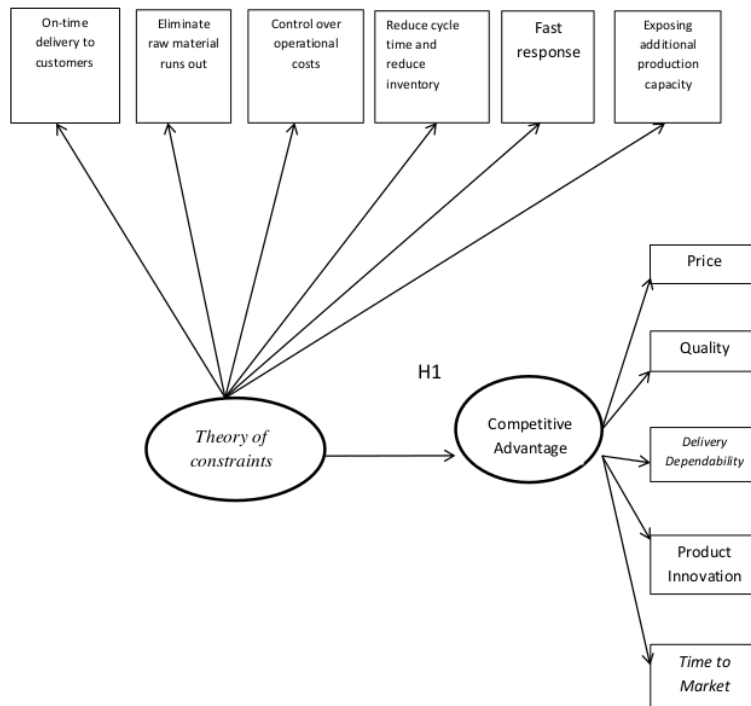 On-time
delivery to
customers
Eliminate
raw material
runs out
Control over
operational
costs
Reduce cycle
time and
reduce
inventory
Fast
response
Exposing
additional
production
capacity
Price
Quality
H1
Competitive
Advantage
Theory of
constraints
Delivery
Dependability
Product
Innovation
Time to
Market